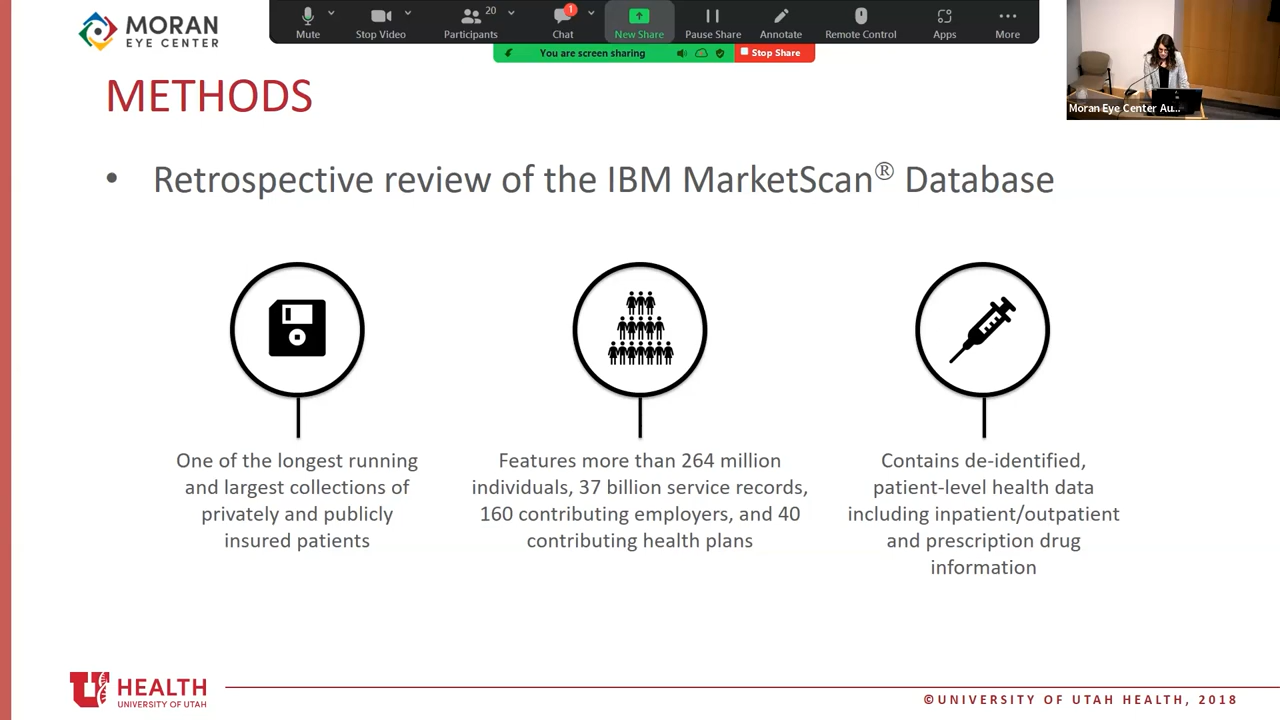 MORAN
EYE CENTER
Mute
Stop Video
20
Participants
1
Chat
New Share
Pause Share
Annotate
Remote Control
Apps
More
You are screen sharing
Stop Share
Moran Eye Center Au...
METHODS
• Retrospective review of the IBM MarketScan® Database
One of the longest running
and largest collections of
privately and publicly
insured patients
Features more than 264 million
individuals, 37 billion service records,
160 contributing employers, and 40
contributing health plans
Contains de-identified,
patient-level health data
including inpatient/outpatient
and prescription drug
information
U HEALTH
UNIVERSITY OF UTAH
©UNIVERSITY OF UTAH HEALTH, 2018